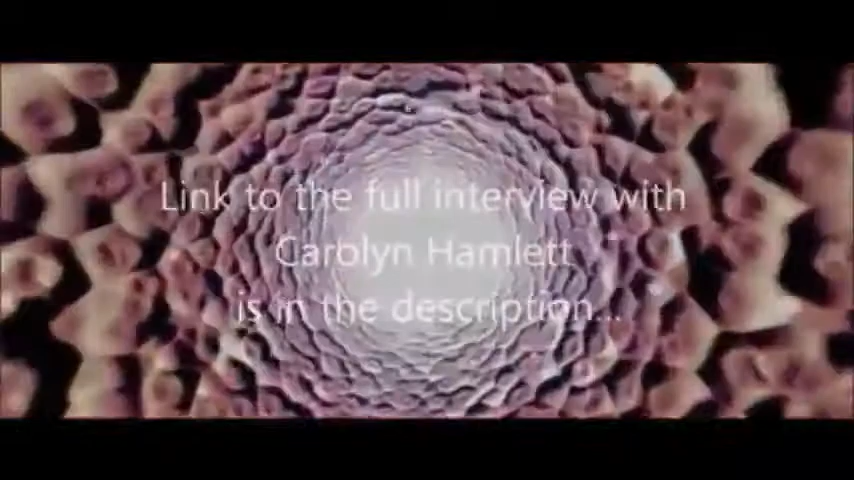 Link to the full interview with
Carolyn Hamlett
is in the description...